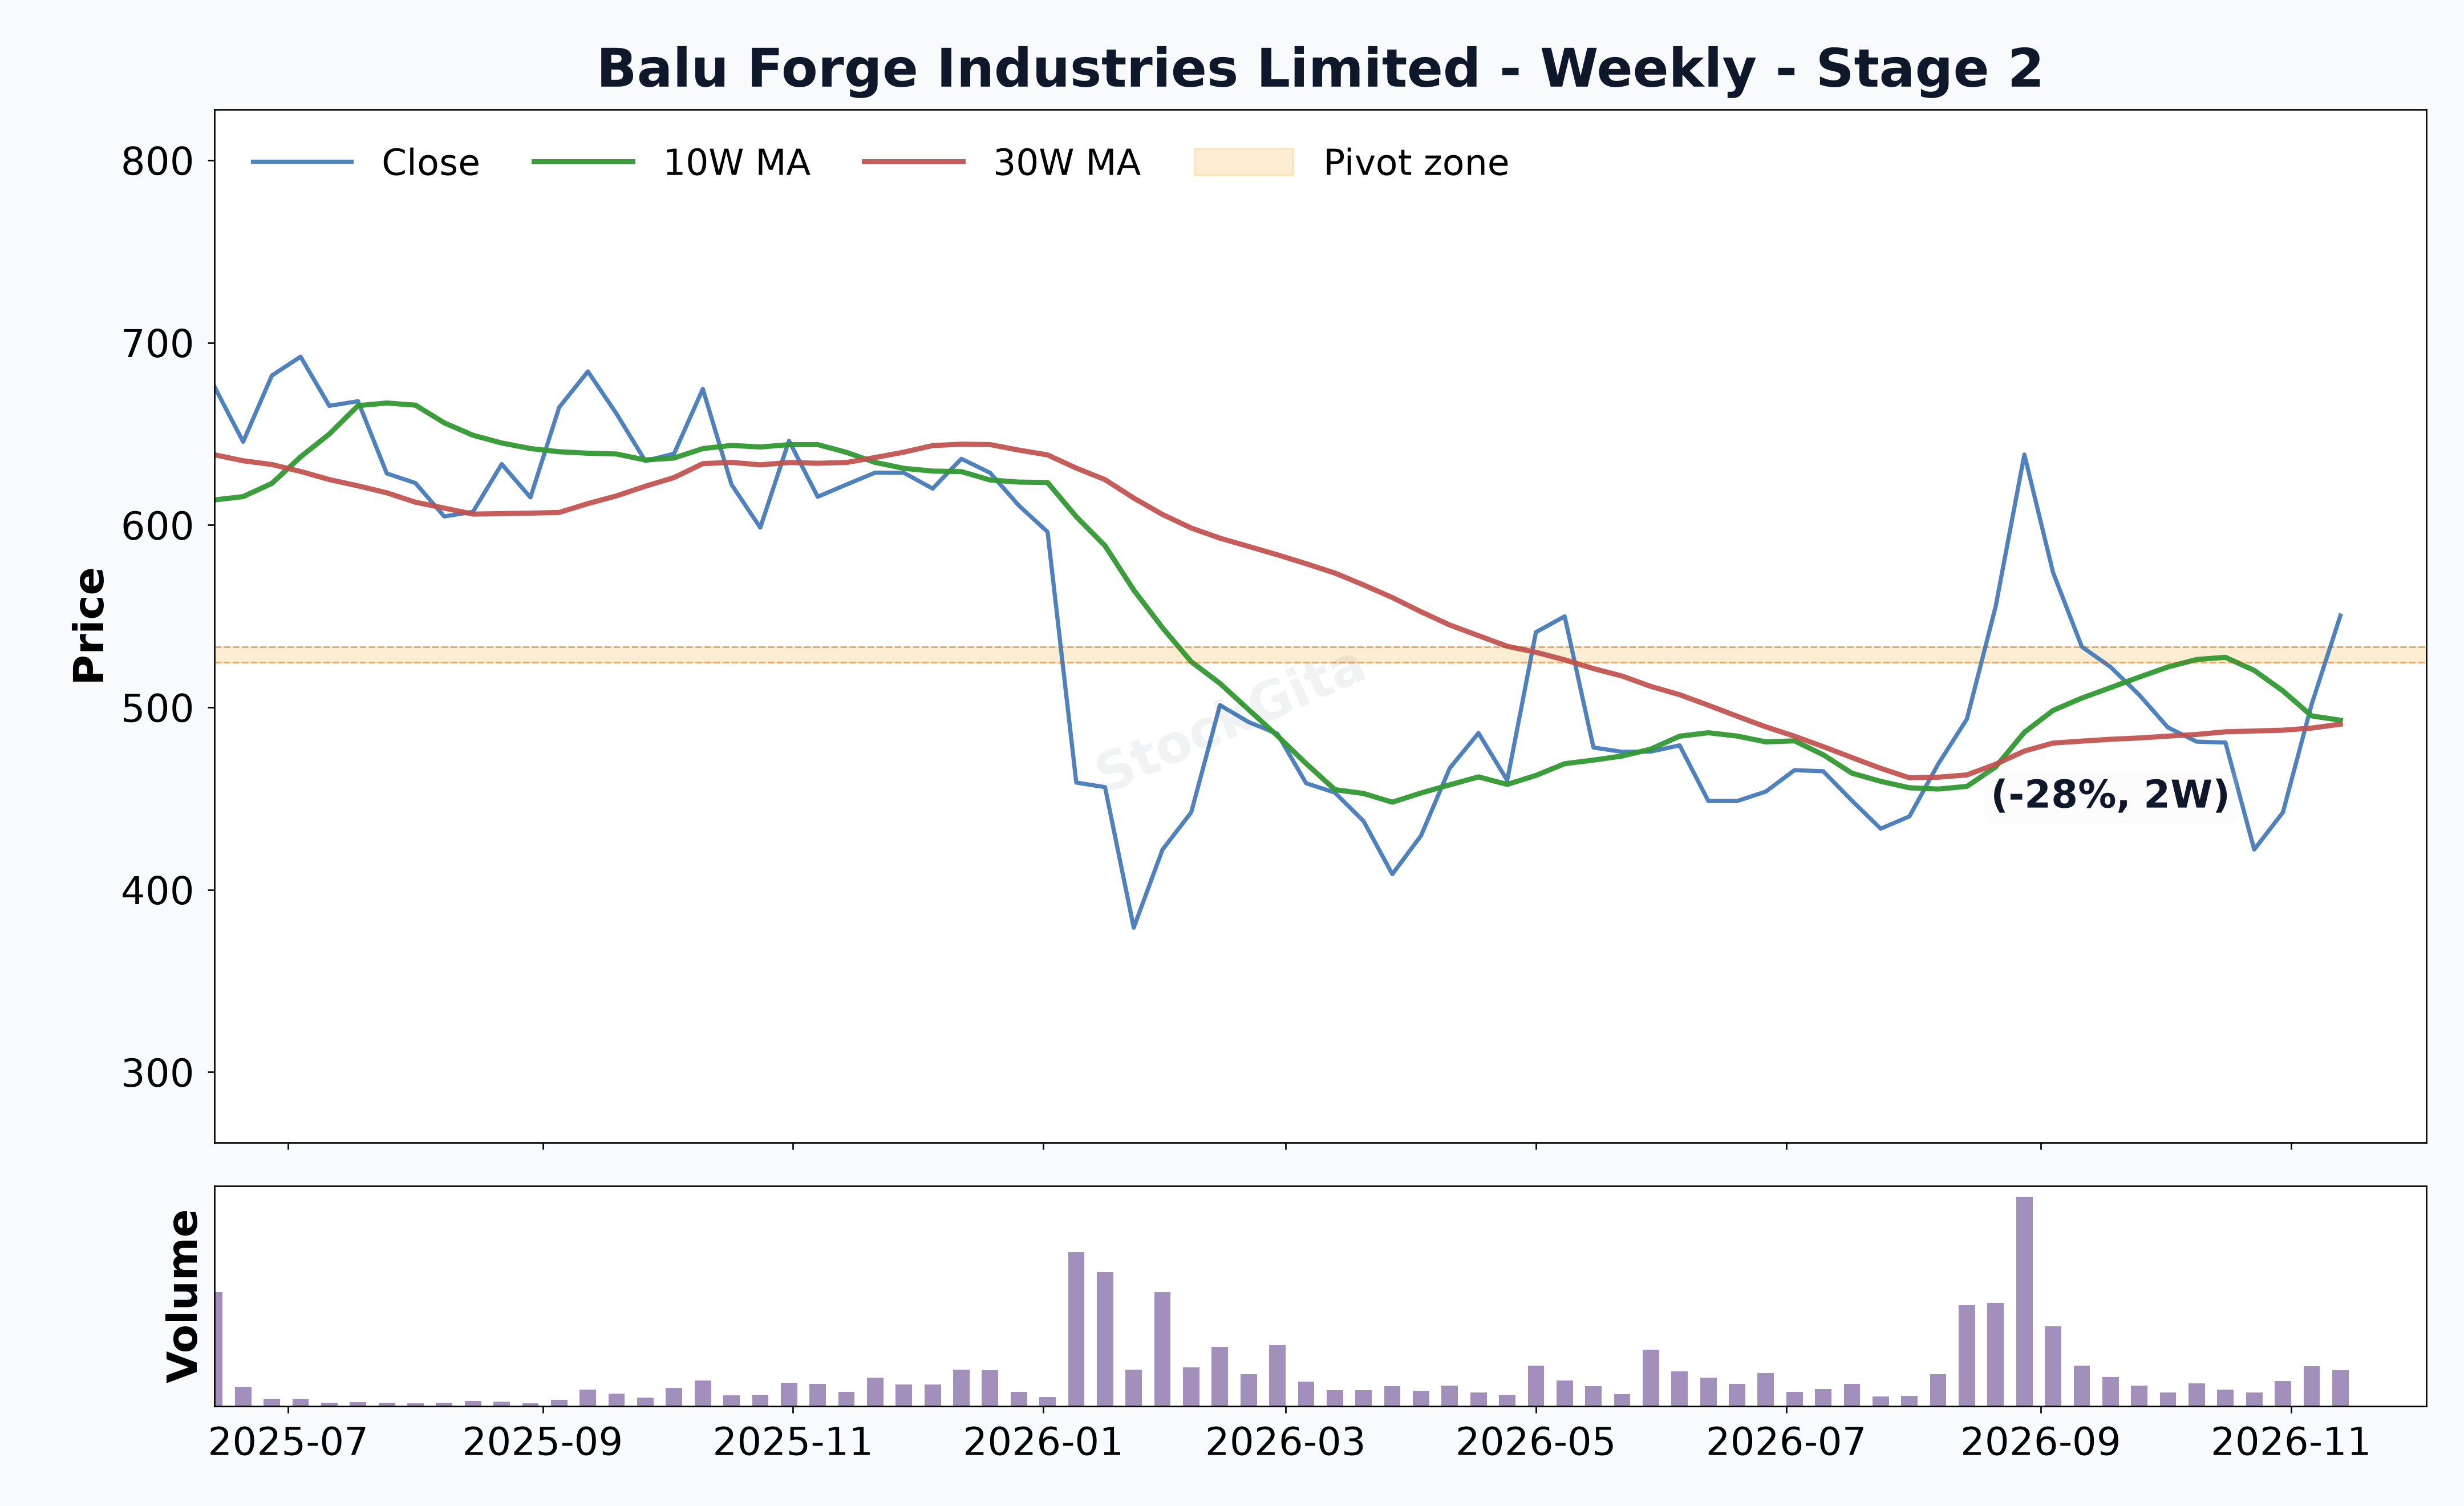 Balu Forge Industries Limited - Weekly - Stage 2
Close 10W MA 30W MA Pivot zone
800
700
600
500
400
300
Price
StockGita
(-28%, 2W)
Volume
2025-07 2025-09 2025-11 2026-01 2026-03 2026-05 2026-07 2026-09 2026-11